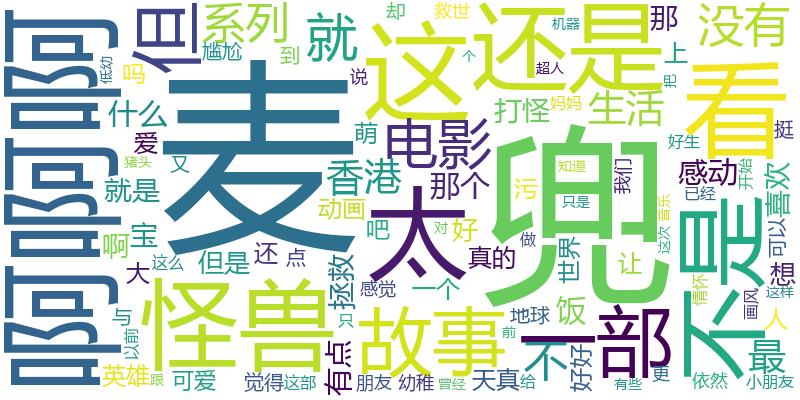 啊啊啊啊啊
但
系列
尴尬
却
到
救世
就
这
还是
机器
个
超人
那
上
把
没有
低幼
吗
什么
爱
猪头
又
麦
说
萌
电影
打怪
妈妈
生活
看
好生
挺
就是
香港
那个
兜
知道
我们
感动
开始
动画
污
只是
已经
喜欢
啊
宝
吧
太
好
对
做
真的
世界
让
这次
音乐
不是
可以
大
这么
但是
还
点
拯救
感觉
一个
饭
情怀
画风
想
这样
与
以前
怪兽
只
故事
前
地球
一部
人
英雄
跟
可爱
觉得
这部
有点
朋友
幼稚
曾经
天真
给
不
好好
有些
更
依然
最
小朋友